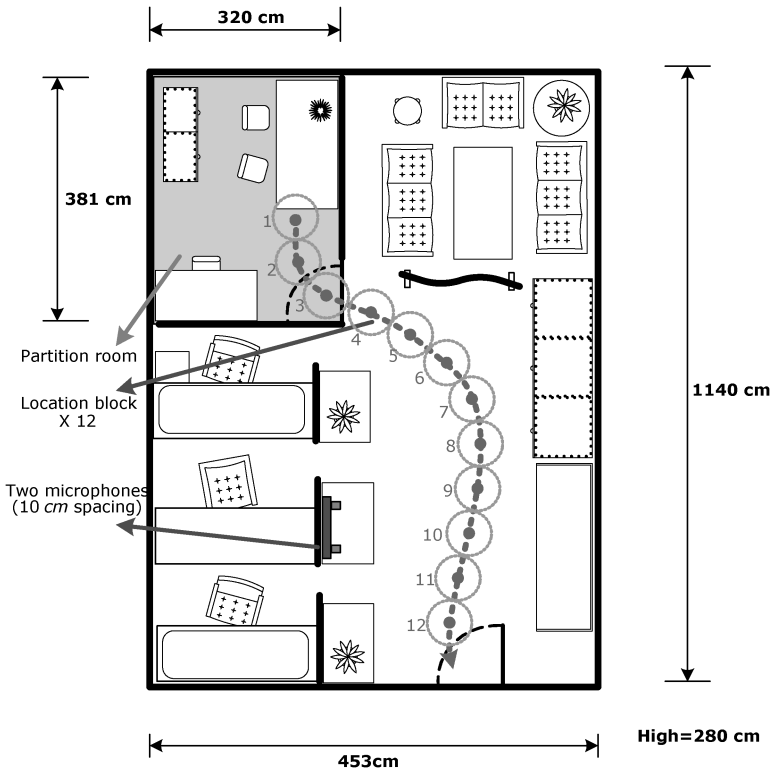 320 cm
381 cm
1
2
3
4
5
6
7
8
9
10
11
12
Partition room
Location block
X 12
Two microphones
(10 cm spacing)
1140 cm
High=280 cm
453cm